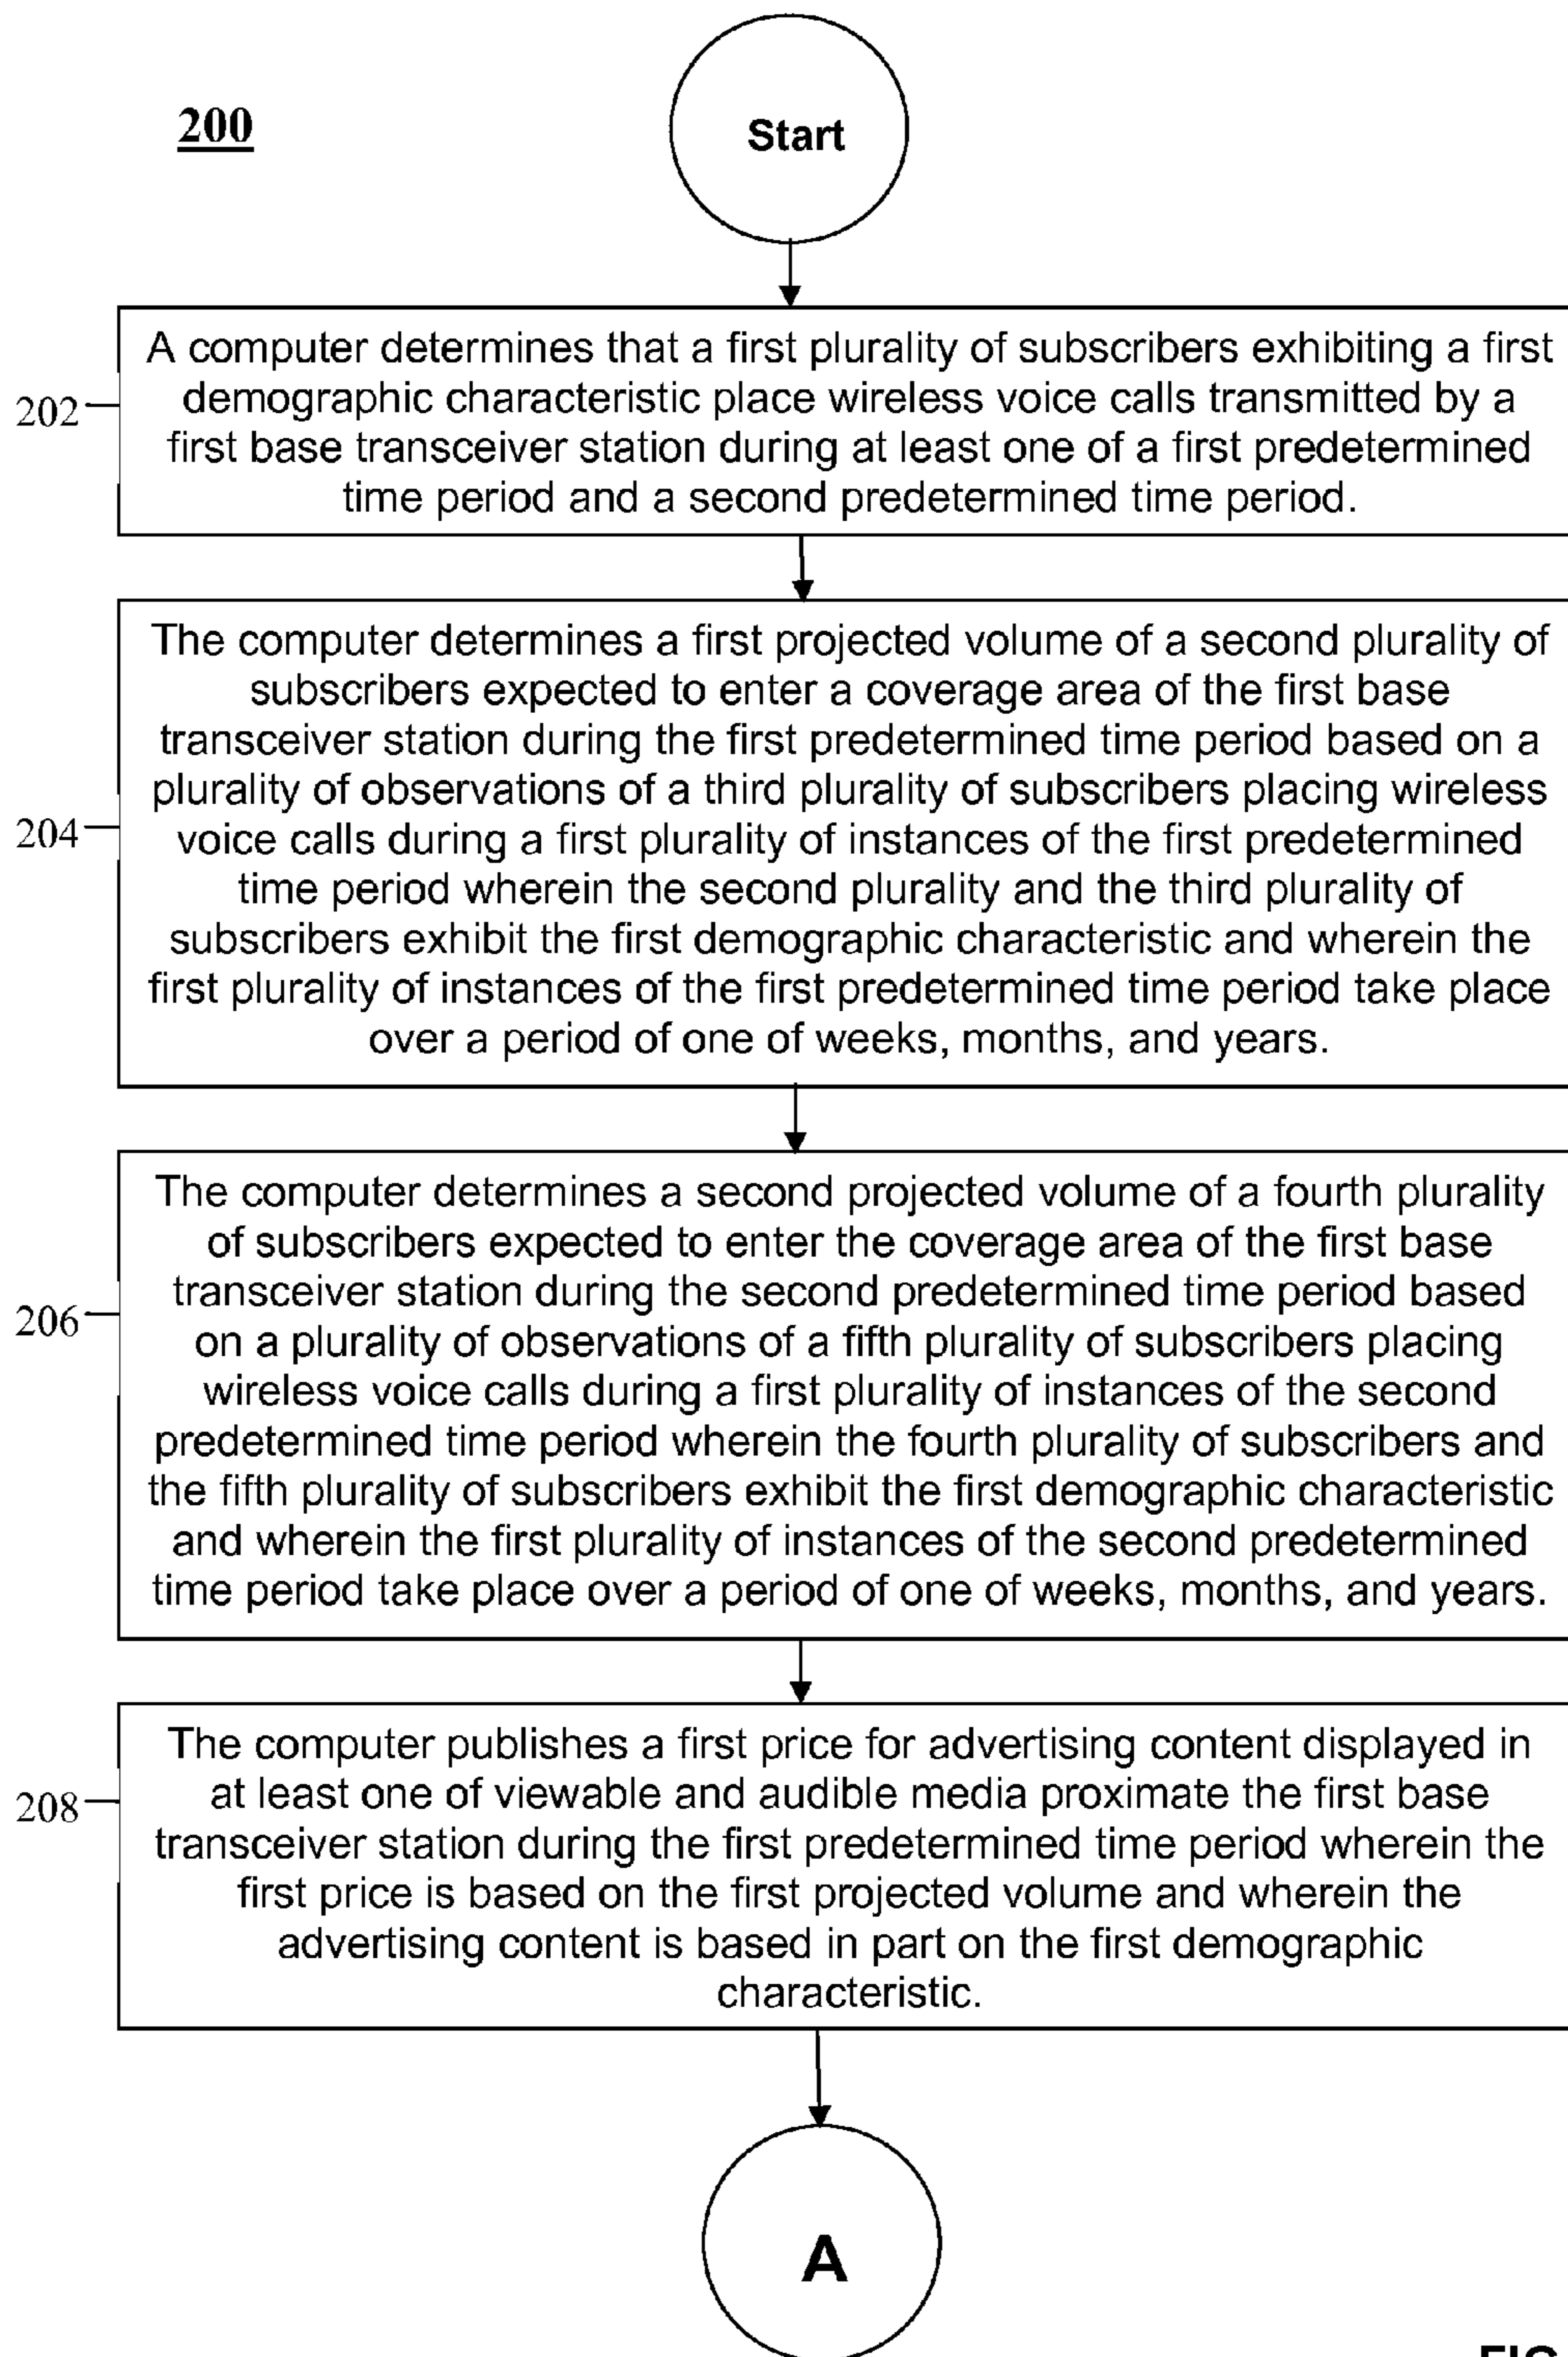 200
Start
202
A computer determines that a first plurality of subscribers exhibiting a first
demographic characteristic place wireless voice calls transmitted by a
first base transceiver station during at least one of a first predetermined
time period and a second predetermined time period.
204
The computer determines a first projected volume of a second plurality of
subscribers expected to enter a coverage area of the first base
transceiver station during the first predetermined time period based on a
plurality of observations of a third plurality of subscribers placing wireless
voice calls during a first plurality of instances of the first predetermined
time period wherein the second plurality and the third plurality of
subscribers exhibit the first demographic characteristic and wherein the
first plurality of instances of the first predetermined time period take place
over a period of one of weeks, months, and years.
206
The computer determines a second projected volume of a fourth plurality
of subscribers expected to enter the coverage area of the first base
transceiver station during the second predetermined time period based
on a plurality of observations of a fifth plurality of subscribers placing
wireless voice calls during a first plurality of instances of the second
predetermined time period wherein the fourth plurality of subscribers and
the fifth plurality of subscribers exhibit the first demographic characteristic
and wherein the first plurality of instances of the second predetermined
time period take place over a period of one of weeks, months, and years.
208
The computer publishes a first price for advertising content displayed in
at least one of viewable and audible media proximate the first base
transceiver station during the first predetermined time period wherein the
first price is based on the first projected volume and wherein the
advertising content is based in part on the first demographic
characteristic.
A